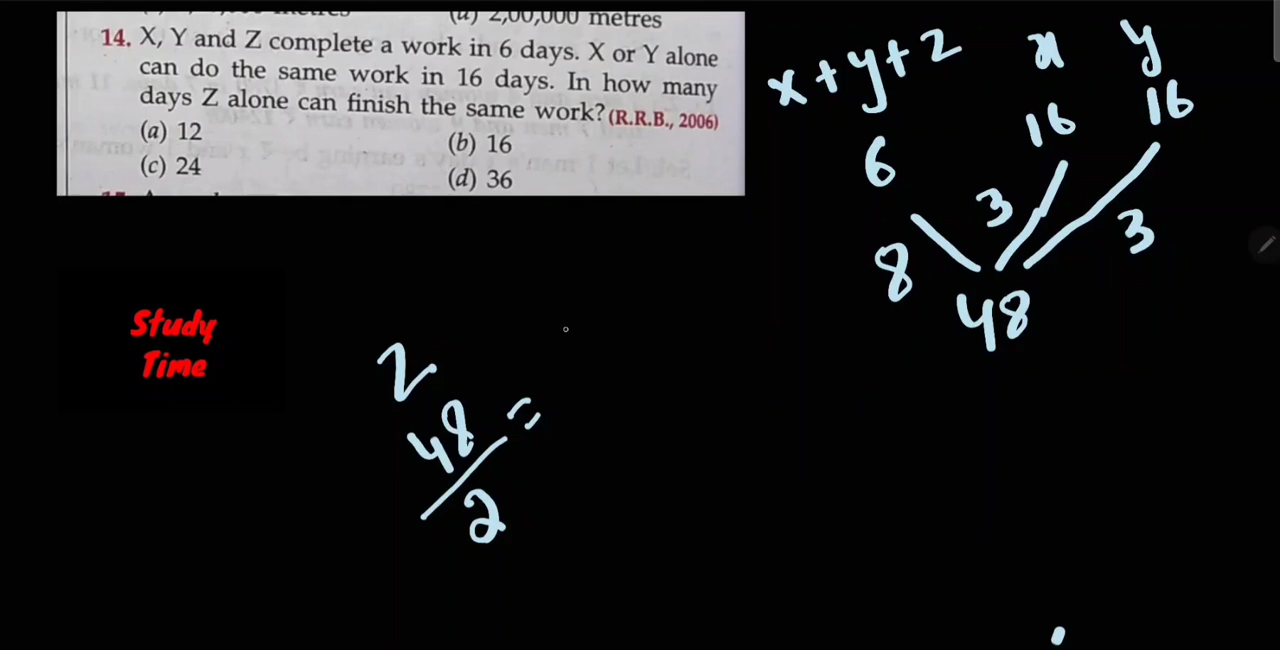 (d) 2,00,000 metres
14. X, Y and Z complete a work in 6 days. X or Y alone
can do the same work in 16 days. In how many
days Z alone can finish the same work? (R.R.B., 2006)
(a) 12
(b) 16
(c) 24
(d) 36
x + y + z x y
6 16 16
8 3 3
48
Study
Time
z
48/2 =